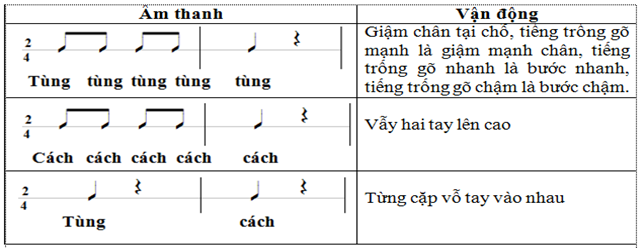 Âm thanh
Vận động
2
4
Tùng tùng tùng tùng tùng
Giậm chân tại chỗ, tiếng trống gõ
mạnh là giậm mạnh chân, tiếng
trống gõ nhanh là bước nhanh,
tiếng trống gõ chậm là bước chậm.
2
4
Cách cách cách cách cách
Vẫy hai tay lên cao
2
4
Tùng cách
Từng cặp vỗ tay vào nhau